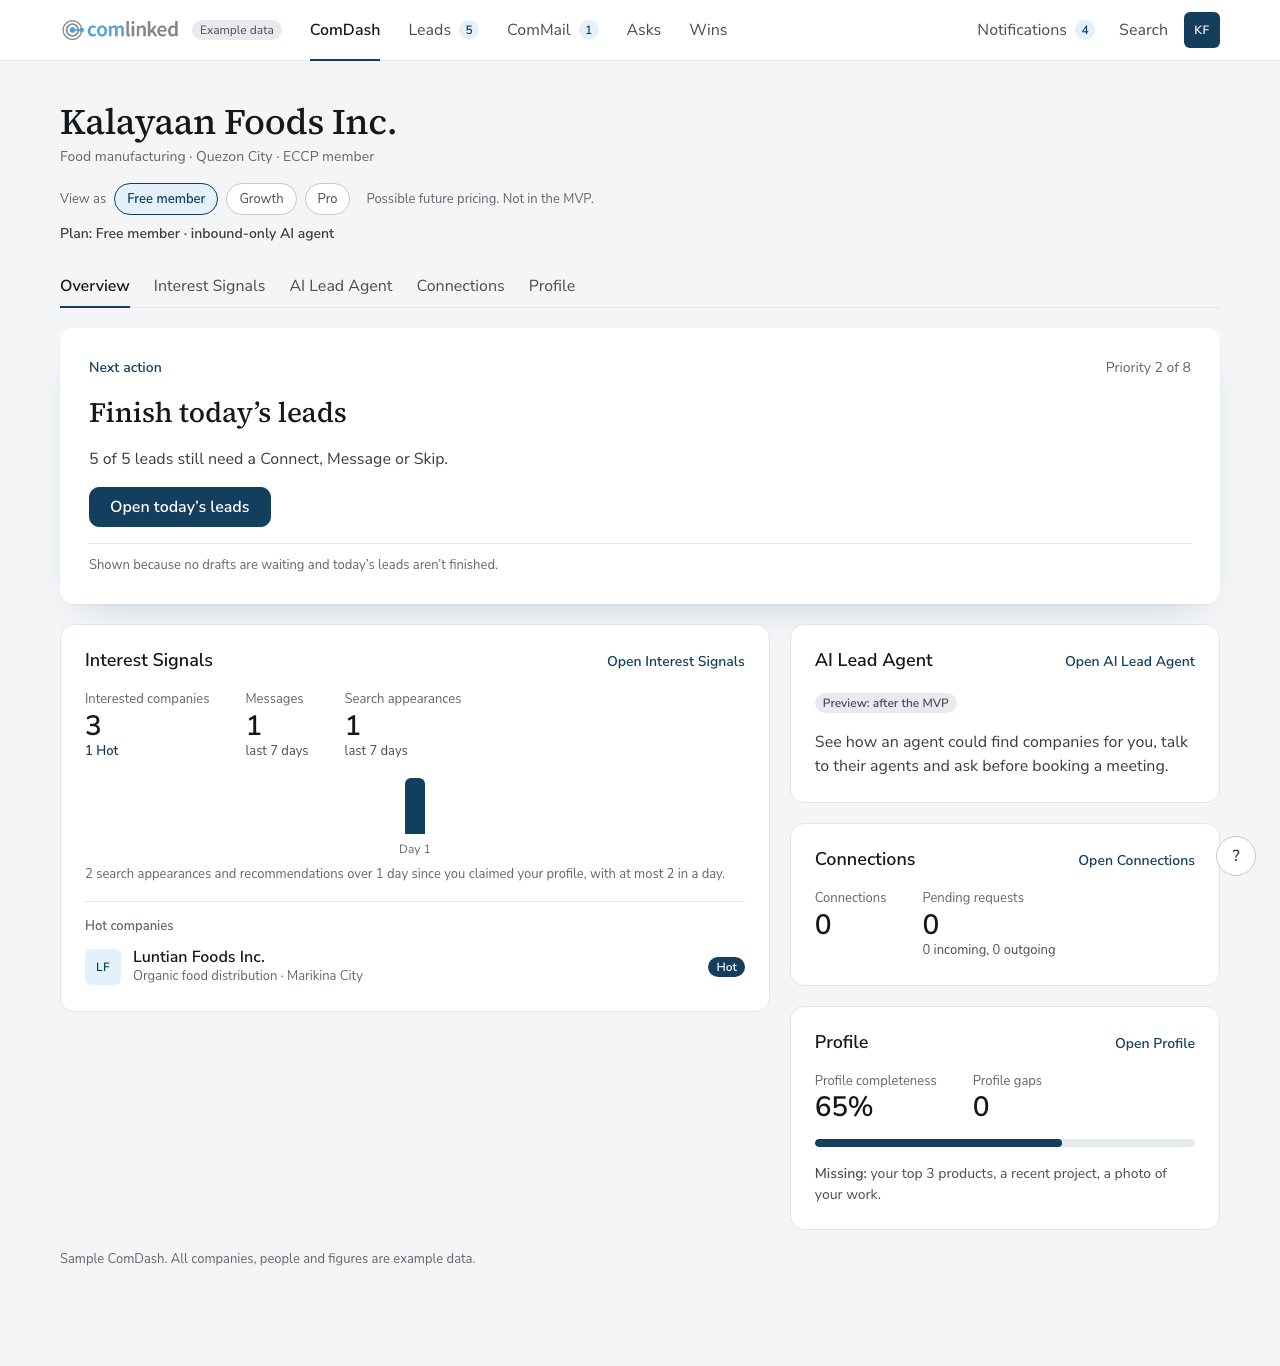 comlinked
Example data
ComDash
Leads 5
ComMail 1
Asks
Wins
Notifications 4
Search
KF
Kalayaan Foods Inc.
Food manufacturing · Quezon City · ECCP member
View as Free member Growth Pro Possible future pricing. Not in the MVP.
Plan: Free member · inbound-only AI agent
Overview Interest Signals AI Lead Agent Connections Profile
Next action Priority 2 of 8
Finish today’s leads
5 of 5 leads still need a Connect, Message or Skip.
Open today’s leads
Shown because no drafts are waiting and today’s leads aren’t finished.
Interest Signals Open Interest Signals
Interested companies Messages Search appearances
3 1 1
1 Hot last 7 days last 7 days
Day 1
2 search appearances and recommendations over 1 day since you claimed your profile, with at most 2 in a day.
Hot companies
LF
Luntian Foods Inc.
Organic food distribution · Marikina City
Hot
AI Lead Agent Open AI Lead Agent
Preview: after the MVP
See how an agent could find companies for you, talk
to their agents and ask before booking a meeting.
Connections Open Connections
Connections Pending requests
0 0
0 incoming, 0 outgoing
?
Profile Open Profile
Profile completeness Profile gaps
65% 0
Missing: your top 3 products, a recent project, a photo of
your work.
Sample ComDash. All companies, people and figures are example data.